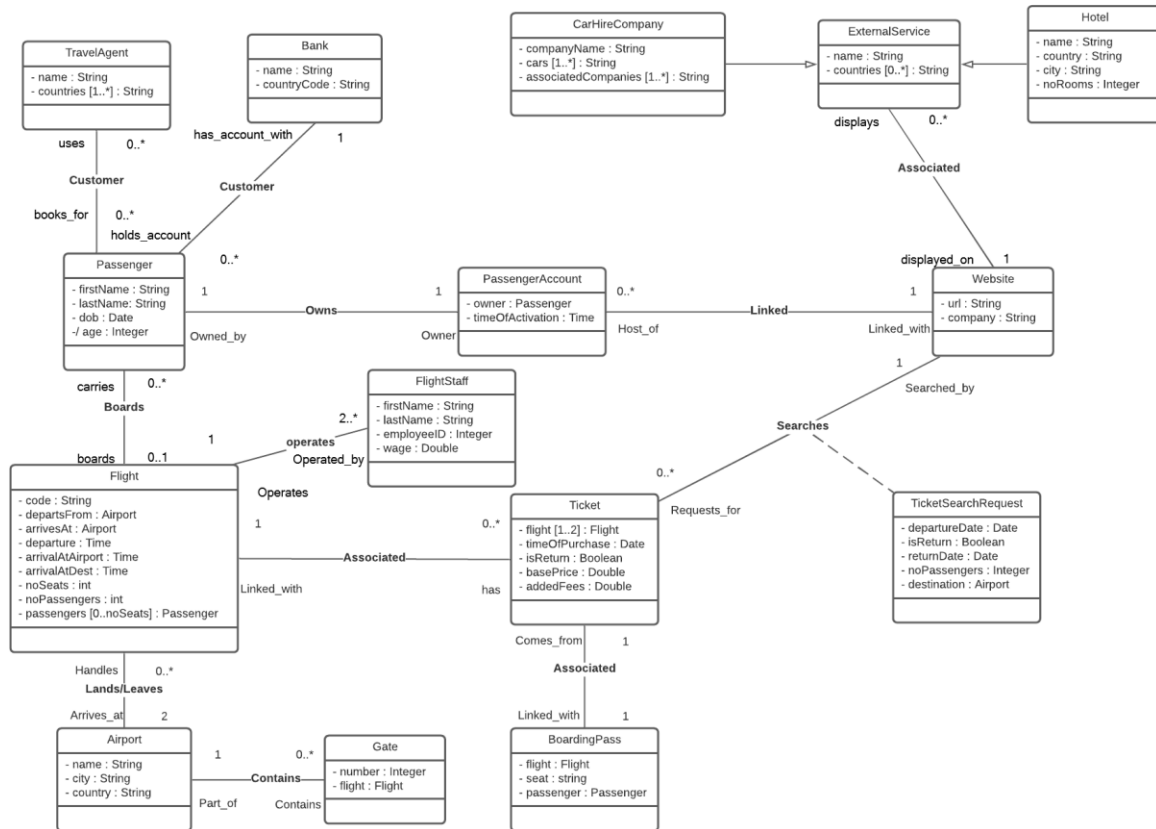 TravelAgent
- name : String
- countries [1..*] : String
Bank
- name : String
- countryCode : String
CarHireCompany
- companyName : String
- cars [1..*] : String
- associatedCompanies [1..*] : String
ExternalService
- name : String
- countries [0..*] : String
Hotel
- name : String
- country : String
- city : String
- noRooms : Integer
uses
0..*
has_account_with
1
displays
0..*
Customer
Customer
Associated
books_for
0..*
holds_account
0..*
displayed_on
1
Passenger
- firstName : String
- lastName: String
- dob : Date
-/ age : Integer
1
Owned_by
Owns
1
Owner
PassengerAccount
- owner : Passenger
- timeOfActivation : Time
0..*
Host_of
Linked
1
Linked_with
Website
- url : String
- company : String
carries
0..*
Boards
boards
0..1
1
operates
2..*
Operated_by
Operates
FlightStaff
- firstName : String
- lastName : String
- employeeID : Integer
- wage : Double
1
Searched_by
Searches
0..*
Requests_for
Flight
- code : String
- departsFrom : Airport
- arrivesAt : Airport
- departure : Time
- arrivalAtAirport : Time
- arrivalAtDest : Time
- noSeats : int
- noPassengers : int
- passengers [0..noSeats] : Passenger
1
Linked_with
Associated
0..*
has
Ticket
- flight [1..2] : Flight
- timeOfPurchase : Date
- isReturn : Boolean
- basePrice : Double
- addedFees : Double
TicketSearchRequest
- departureDate : Date
- isReturn : Boolean
- returnDate : Date
- noPassengers : Integer
- destination : Airport
Handles
0..*
Lands/Leaves
Arrives_at
2
Comes_from
1
Associated
Linked_with
1
Airport
- name : String
- city : String
- country : String
1
Part_of
Contains
0..*
Contains
Gate
- number : Integer
- flight : Flight
BoardingPass
- flight : Flight
- seat : string
- passenger : Passenger